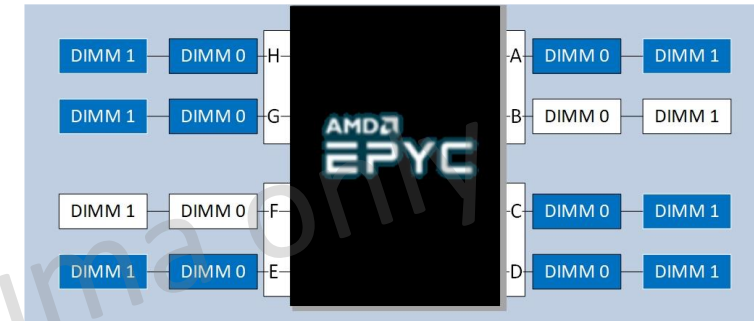 DIMM 1 DIMM 0 H A DIMM 0 DIMM 1
DIMM 1 DIMM 0 G B DIMM 0 DIMM 1
AMD
EPYC
DIMM 1 DIMM 0 F C DIMM 0 DIMM 1
DIMM 1 DIMM 0 E D DIMM 0 DIMM 1
only